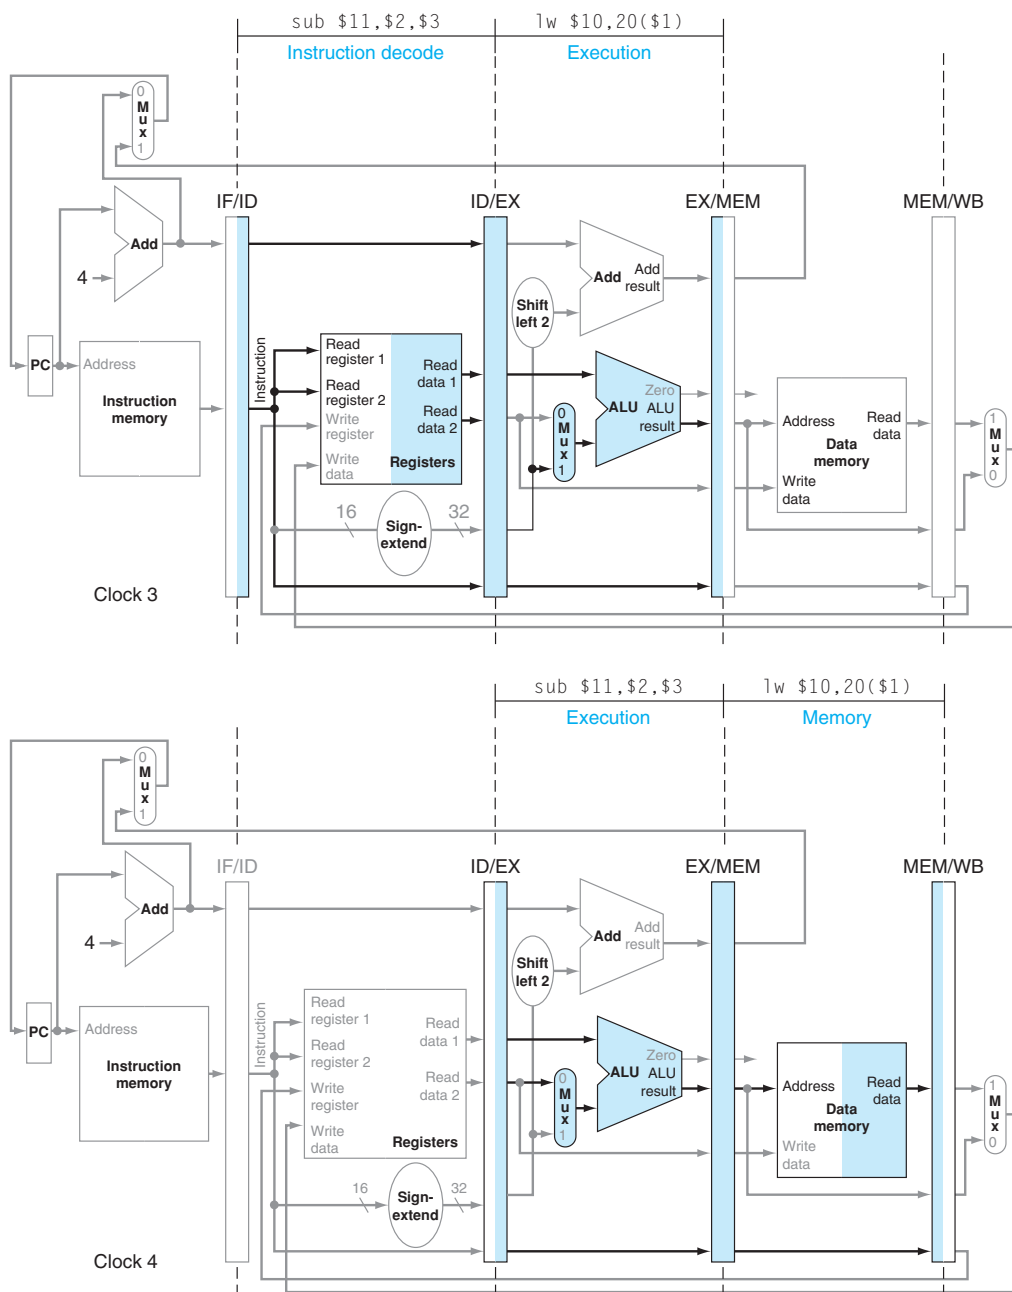 sub $11,$2,$3
lw $10,20($1)
Instruction decode
Execution
0
M
u
x
1
IF/ID
ID/EX
EX/MEM
MEM/WB
Add
4
Add
Add
result
Shift
left 2
PC
Address
Instruction
memory
Instruction
Read
register 1
Read
register 2
Write
register
Write
data
Read
data 1
Read
data 2
Registers
0
M
u
x
1
Zero
ALU
ALU
result
Address
Read
data
Data
memory
Write
data
1
M
u
x
0
16
Sign-
extend
32
Clock 3
sub $11,$2,$3
lw $10,20($1)
Execution
Memory
0
M
u
x
1
IF/ID
ID/EX
EX/MEM
MEM/WB
Add
4
Add
Add
result
Shift
left 2
PC
Address
Instruction
memory
Instruction
Read
register 1
Read
register 2
Write
register
Write
data
Read
data 1
Read
data 2
Registers
0
M
u
x
1
Zero
ALU
ALU
result
Address
Read
data
Data
memory
Write
data
1
M
u
x
0
16
Sign-
extend
32
Clock 4